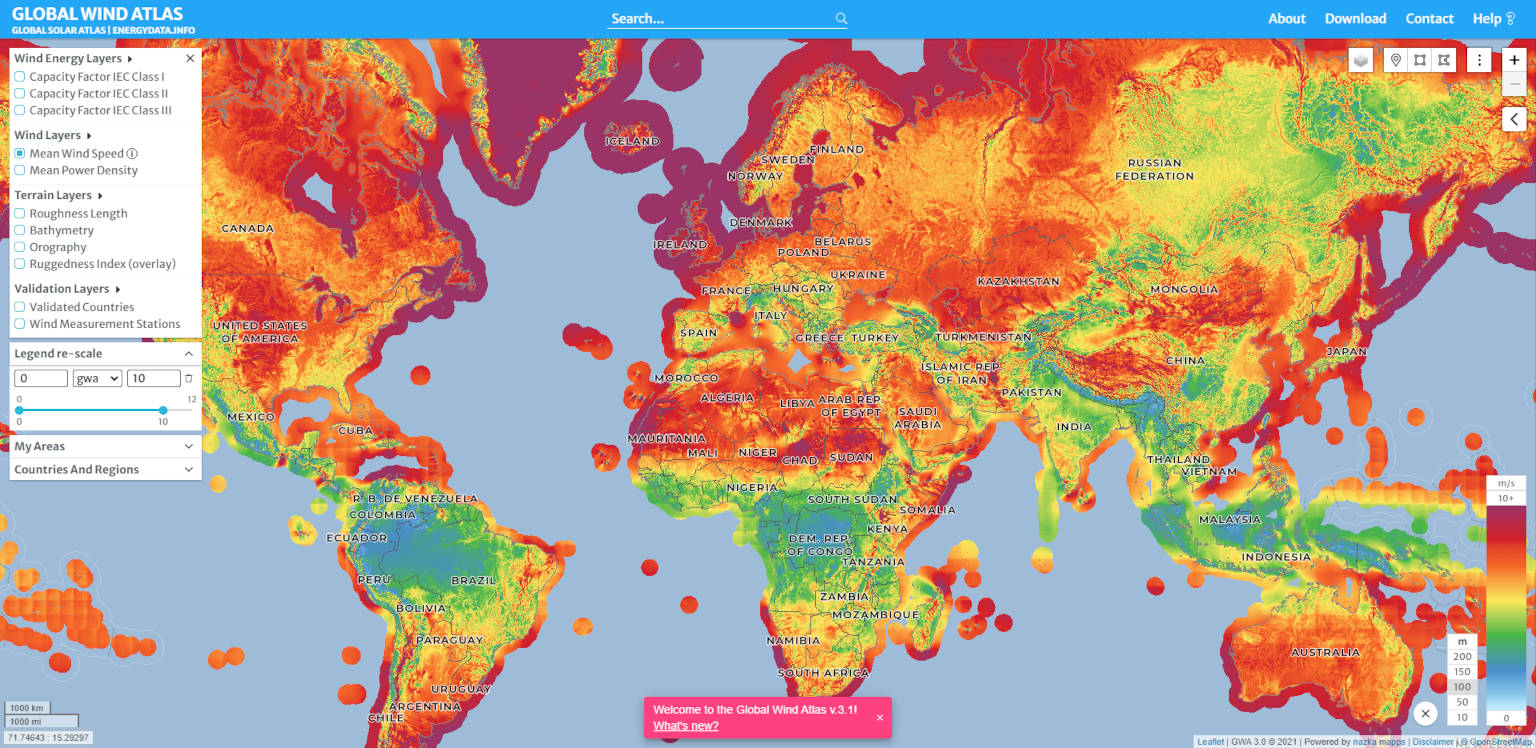 GLOBAL WIND ATLAS
GLOBAL SOLAR ATLAS | ENERGYDATA.INFO
Search...
About Download Contact Help
Wind Energy Layers
Capacity Factor IEC Class I
Capacity Factor IEC Class II
Capacity Factor IEC Class III
Wind Layers
Mean Wind Speed
Mean Power Density
Terrain Layers
Roughness Length
Bathymetry
Orography
Ruggedness Index (overlay)
Validation Layers
Validated Countries
Wind Measurement Stations
Legend re-scale
0 gwa 10
0 12
0 10
My Areas
Countries And Regions
ICELAND
FINLAND
SWEDEN
NORWAY
RUSSIAN
FEDERATION
CANADA
DENMARK
IRELAND
BELARUS
POLAND
UKRAINE
KAZAKHSTAN
FRANCE
HUNGARY
MONGOLIA
ITALY
UNITED STATES
OF AMERICA
SPAIN
GREECE
TURKEY
TURKMENISTAN
JAPAN
CHINA
ISLAMIC REP.
OF IRAN
MOROCCO
PAKISTAN
ALGERIA
LIBYA
ARAB REP.
OF EGYPT
SAUDI
ARABIA
MEXICO
CUBA
INDIA
MAURITANIA
MALI
NIGER
CHAD
SUDAN
THAILAND
VIETNAM
NIGERIA
R. B. DE VENEZUELA
SOUTH SUDAN
COLOMBIA
SOMALIA
MALAYSIA
KENYA
ECUADOR
DEM. REP.
OF CONGO
INDONESIA
TANZANIA
PERU
BRAZIL
ZAMBIA
BOLIVIA
MOZAMBIQUE
PARAGUAY
NAMIBIA
AUSTRALIA
SOUTH AFRICA
URUGUAY
ARGENTINA
CHILE
m/s
10+
0
m
200
150
100
50
10
1000 km
1000 mi
71.74643 : 15.29297
Welcome to the Global Wind Atlas v.3.1!
What's new?
Leaflet | GWA 3.0 © 2021 | Powered by nazka mapps | Disclaimer | © OpenStreetMap